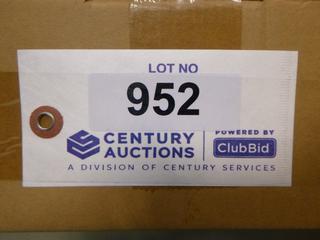 LOT NO
952
CENTURY AUCTIONS
POWERED BY
ClubBid
A DIVISION OF CENTURY SERVICES